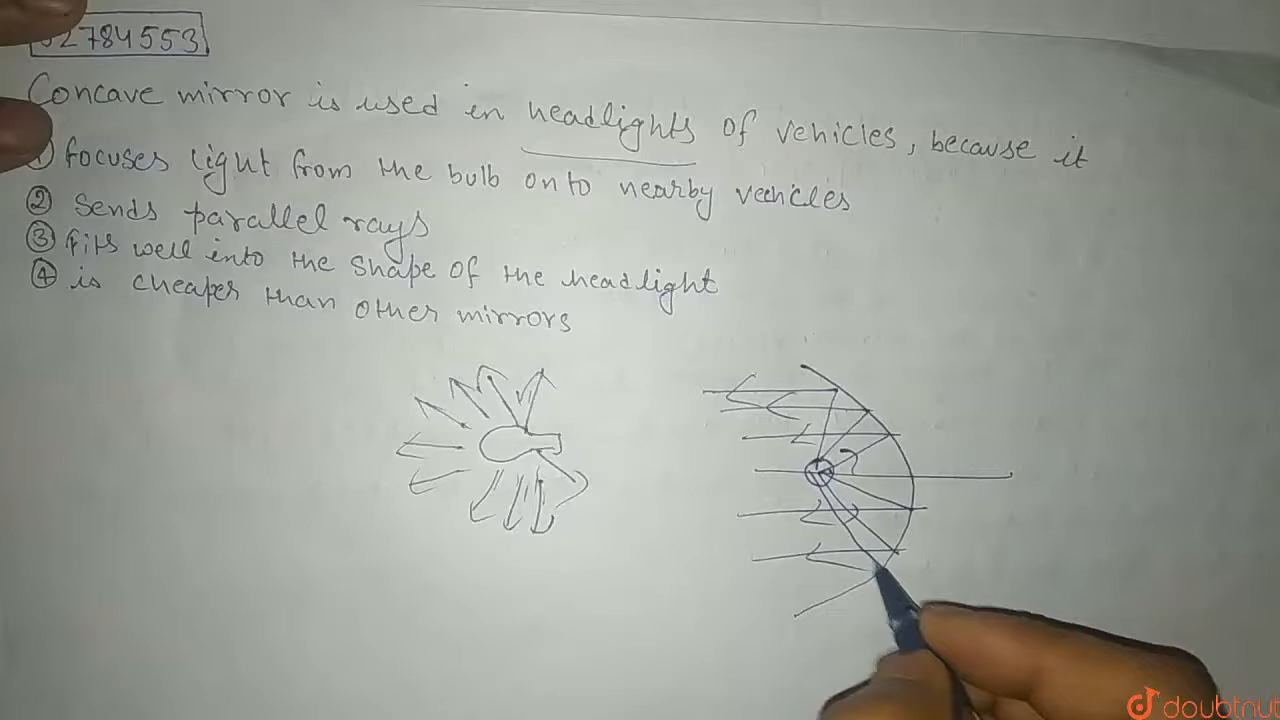 2784553
Concave mirror is used in headlights of vehicles, because it
① focuses light from the bulb onto nearby vechicles
② Sends parallel rays
③ fits well into the shape of the headlight
④ is cheaper than other mirrors
doubtnut